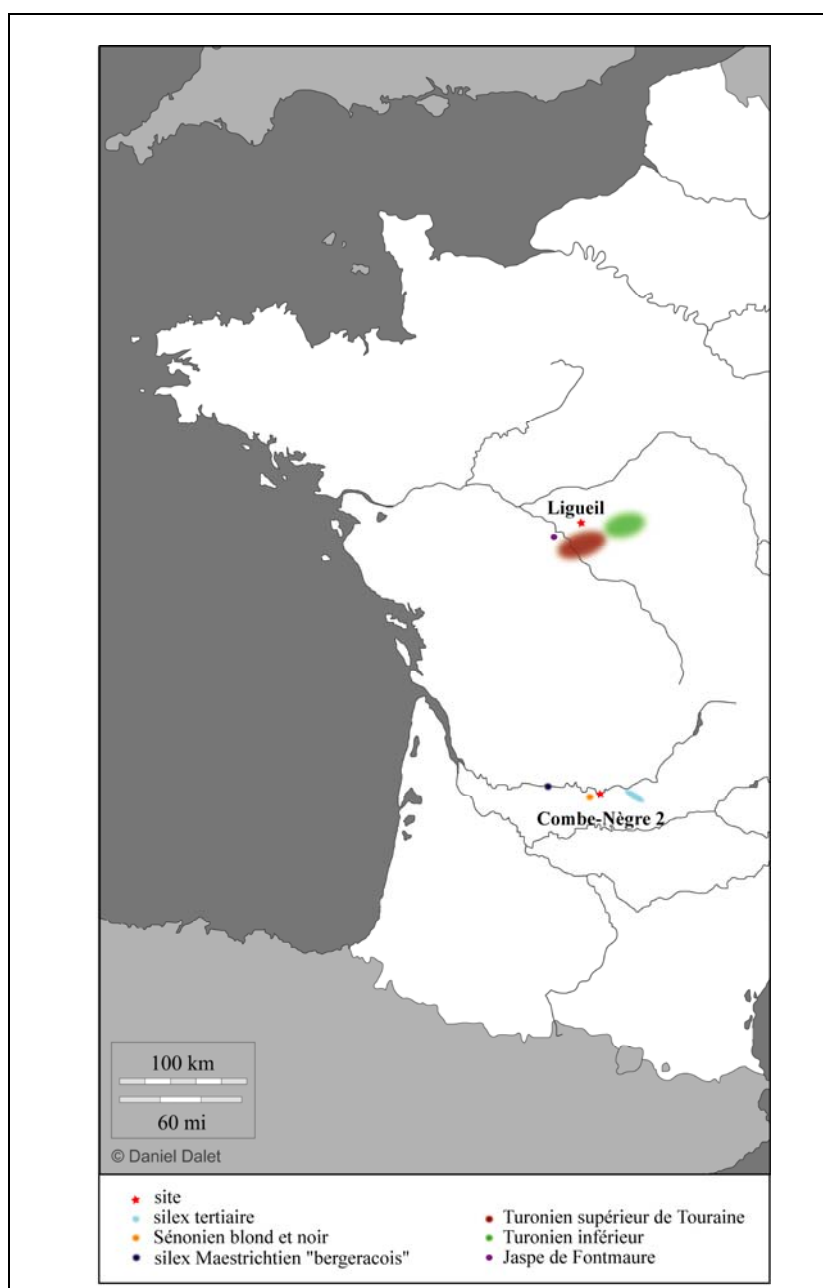 Ligueil
Combe-Nègre 2
100 km
60 mi
© Daniel Dalet
site
silex tertiaire
Sénonien blond et noir
silex Maestrichtien "bergeracois"
Turonien supérieur de Touraine
Turonien inférieur
Jaspe de Fontmaure